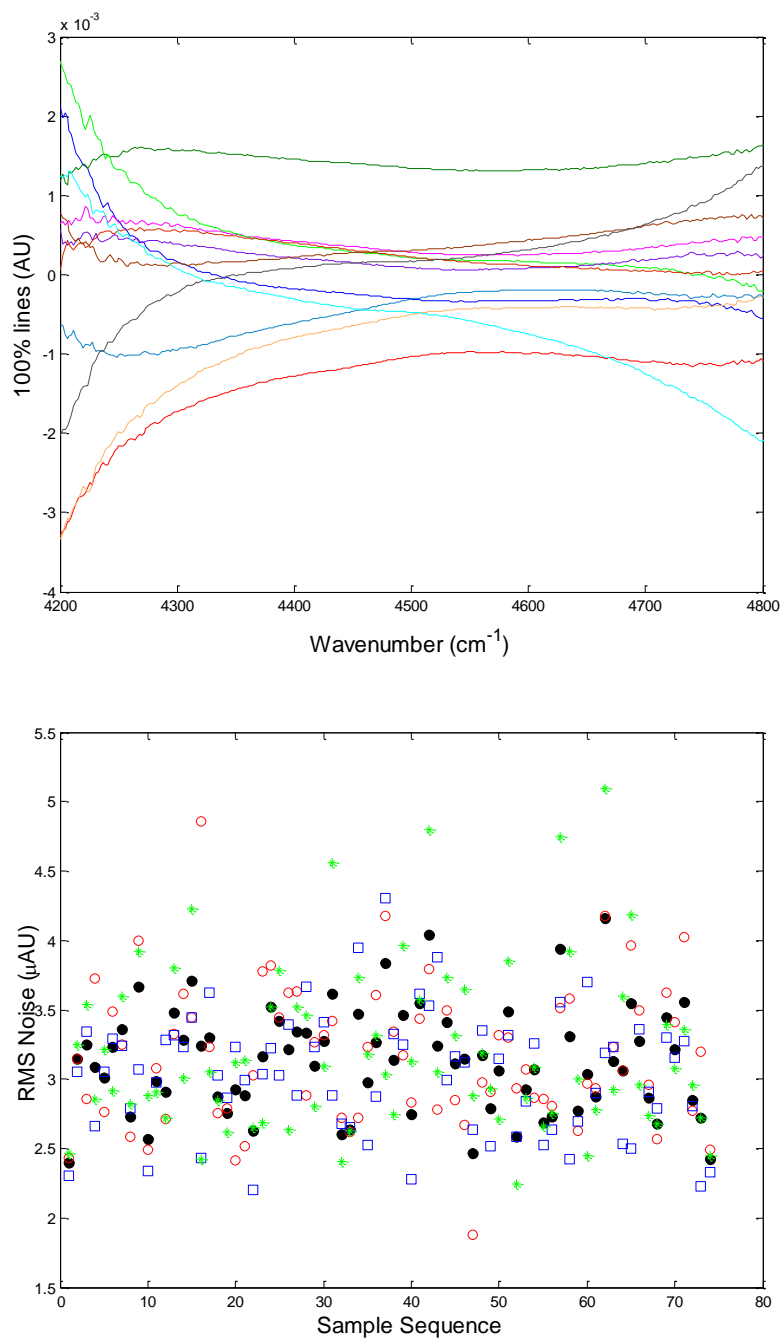 x 10⁻³
3
2
1
0
-1
-2
-3
-4
100% lines (AU)
4200 4300 4400 4500 4600 4700 4800
Wavenumber (cm⁻¹)
5.5
5
4.5
4
3.5
3
2.5
2
1.5
RMS Noise (μAU)
0 10 20 30 40 50 60 70 80
Sample Sequence